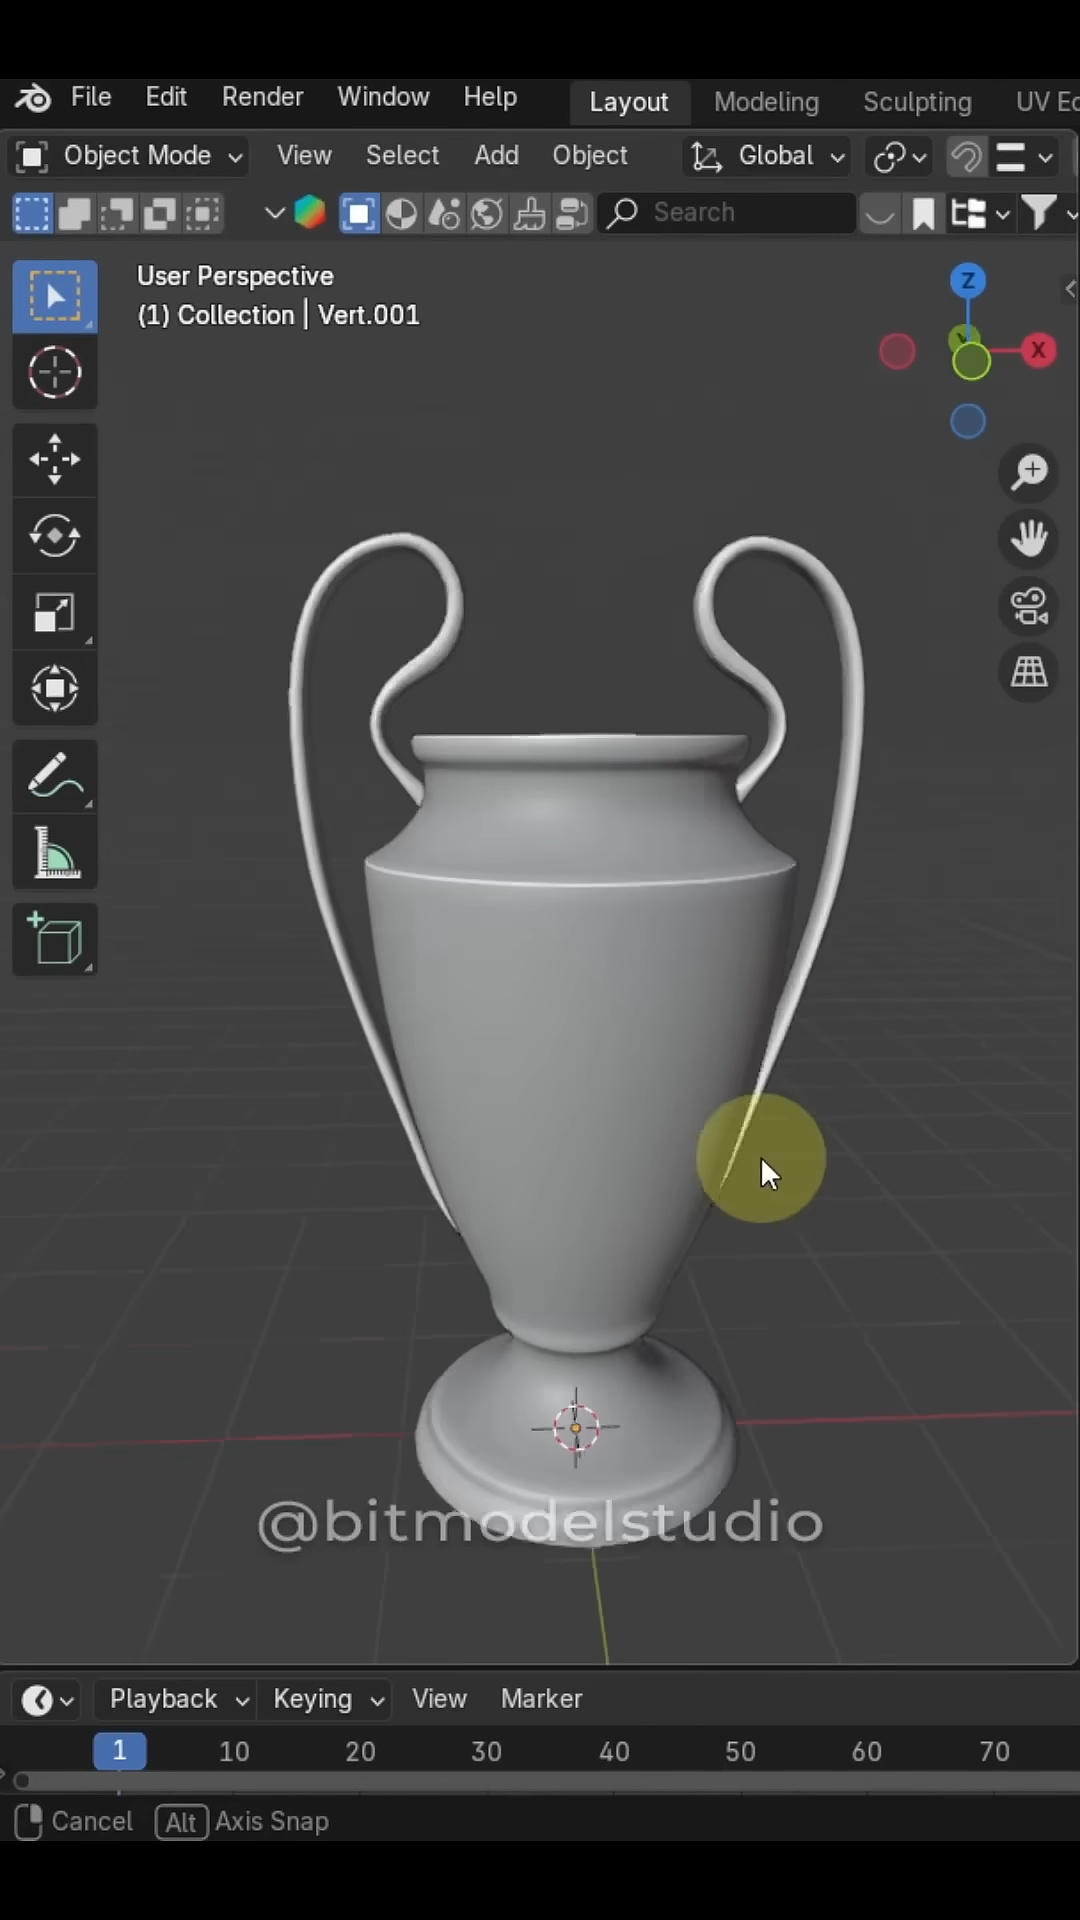 File Edit Render Window Help Layout Modeling Sculpting UV Ec
Object Mode View Select Add Object Global
Search
User Perspective
(1) Collection | Vert.001
Z
Y
X
@bitmodelstudio
Playback Keying View Marker
1 10 20 30 40 50 60 70
Cancel Alt Axis Snap